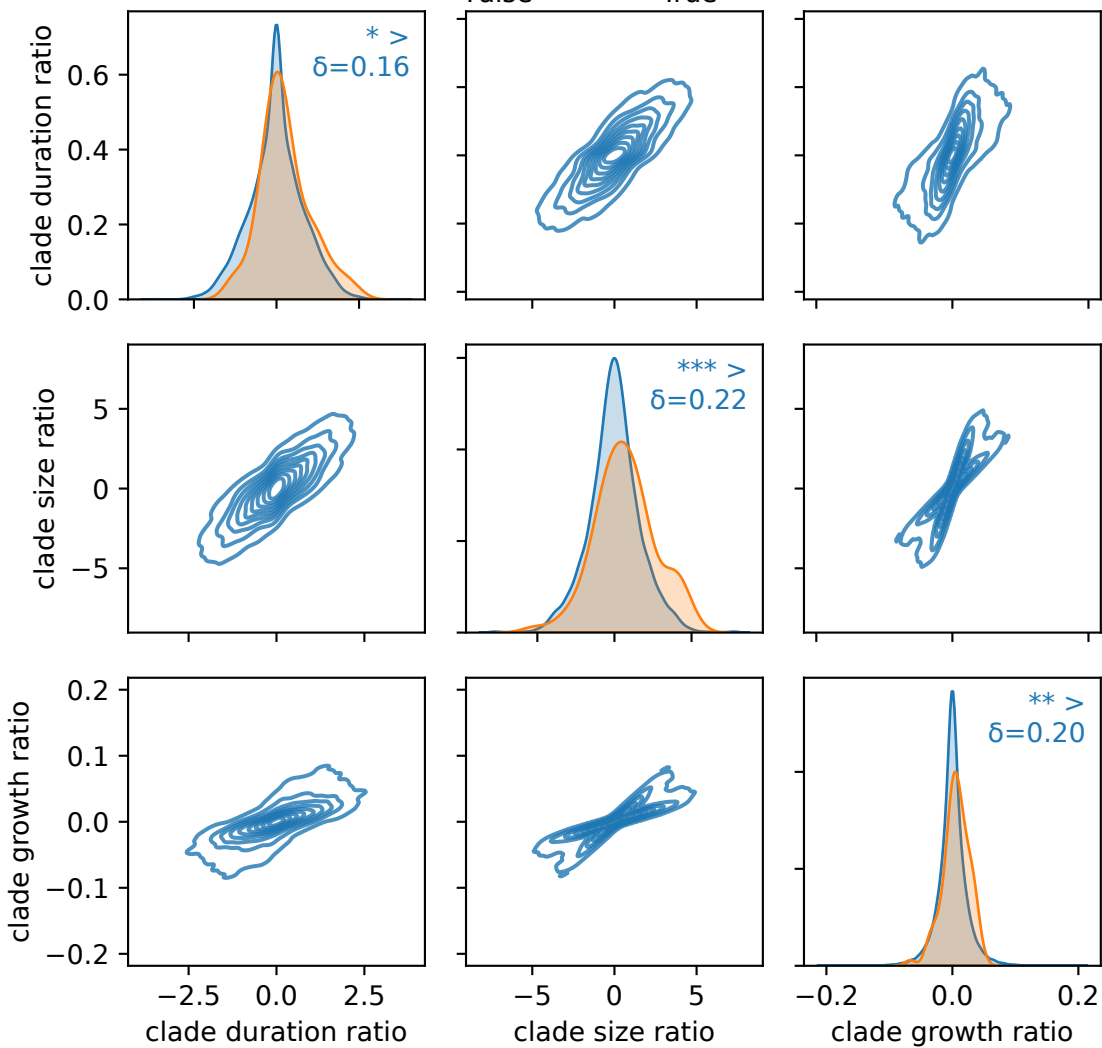 False True
clade duration ratio
0.6
0.4
0.2
0.0
* >
δ=0.16
clade size ratio
5
0
−5
*** >
δ=0.22
clade growth ratio
0.2
0.1
0.0
−0.1
−0.2
** >
δ=0.20
−2.5 0.0 2.5
−5 0 5
−0.2 0.0 0.2
clade duration ratio
clade size ratio
clade growth ratio